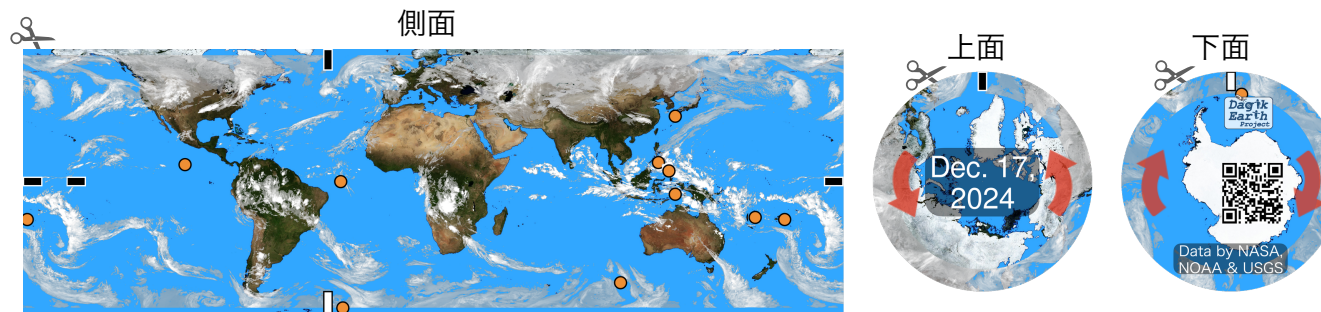 側面
上面
下面
Dec. 17,
2024
Dagik
Earth
Project
Data by NASA,
NOAA & USGS